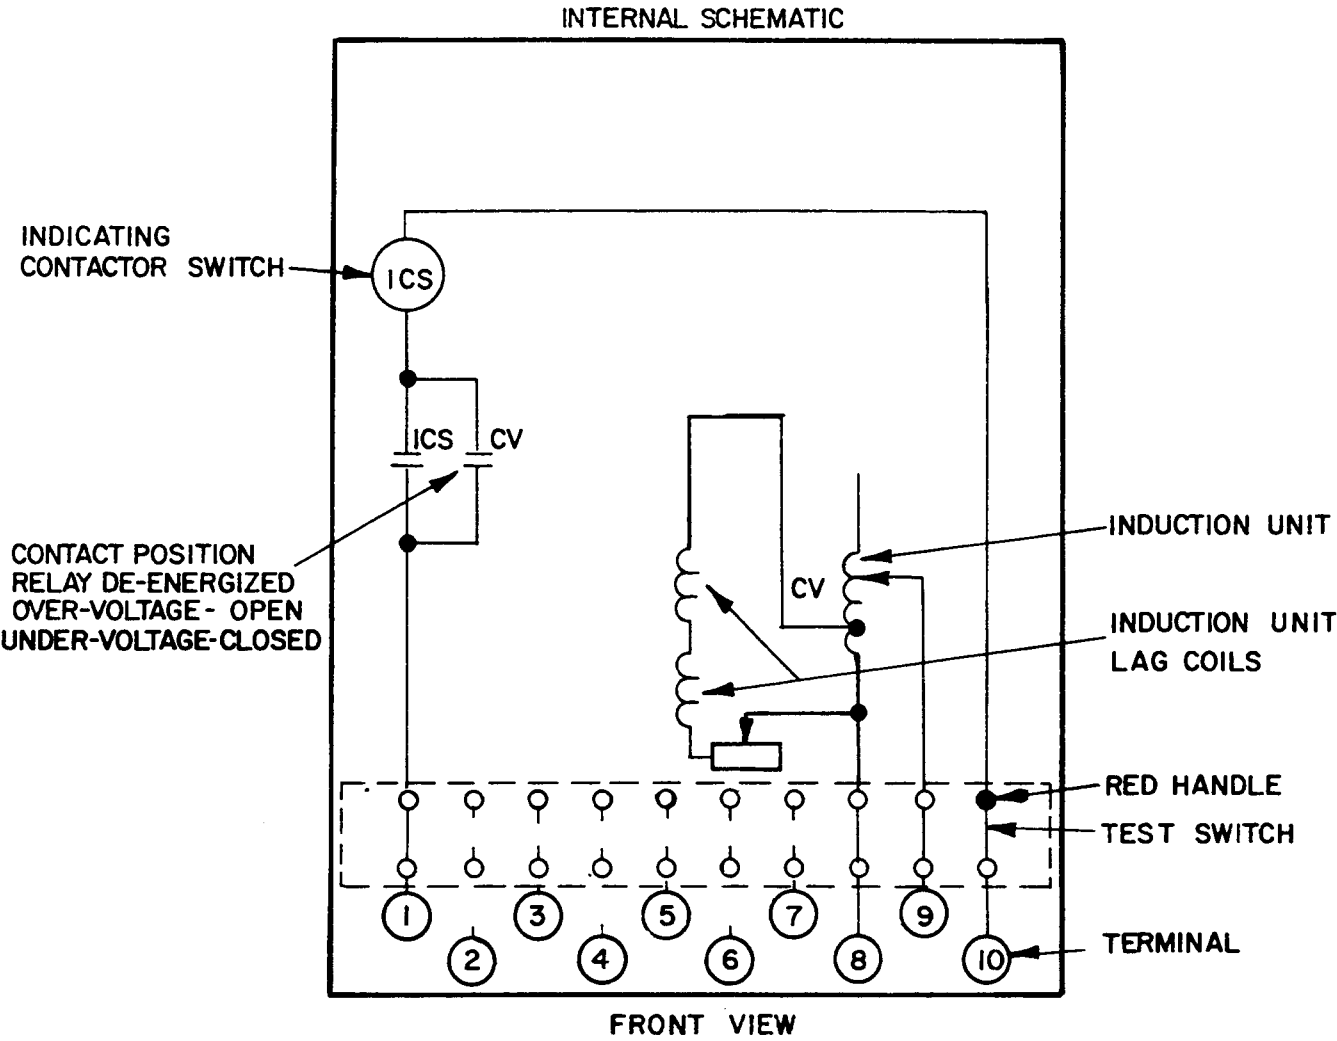 INTERNAL SCHEMATIC
INDICATING
CONTACTOR SWITCH
ICS
ICS CV
CONTACT POSITION
RELAY DE-ENERGIZED
OVER-VOLTAGE- OPEN
UNDER-VOLTAGE-CLOSED
CV
INDUCTION UNIT
INDUCTION UNIT
LAG COILS
RED HANDLE
TEST SWITCH
1 3 5 7 9
2 4 6 8 10
TERMINAL
FRONT VIEW